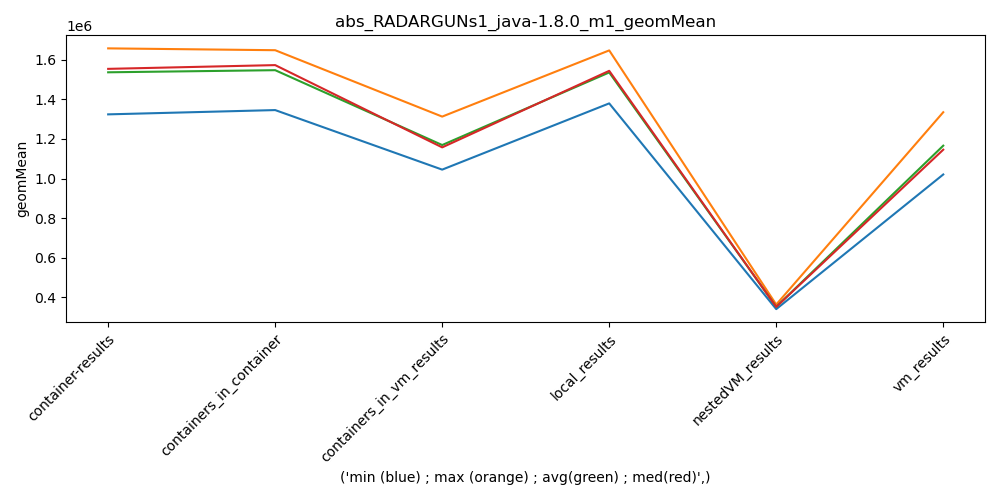 abs_RADARGUNs1_java-1.8.0_m1_geomMean
1e6
1.6
1.4
1.2
1.0
0.8
0.6
0.4
geomMean
container-results
containers_in_container
containers_in_vm_results
local_results
nestedVM_results
vm_results
('min (blue) ; max (orange) ; avg(green) ; med(red)',)